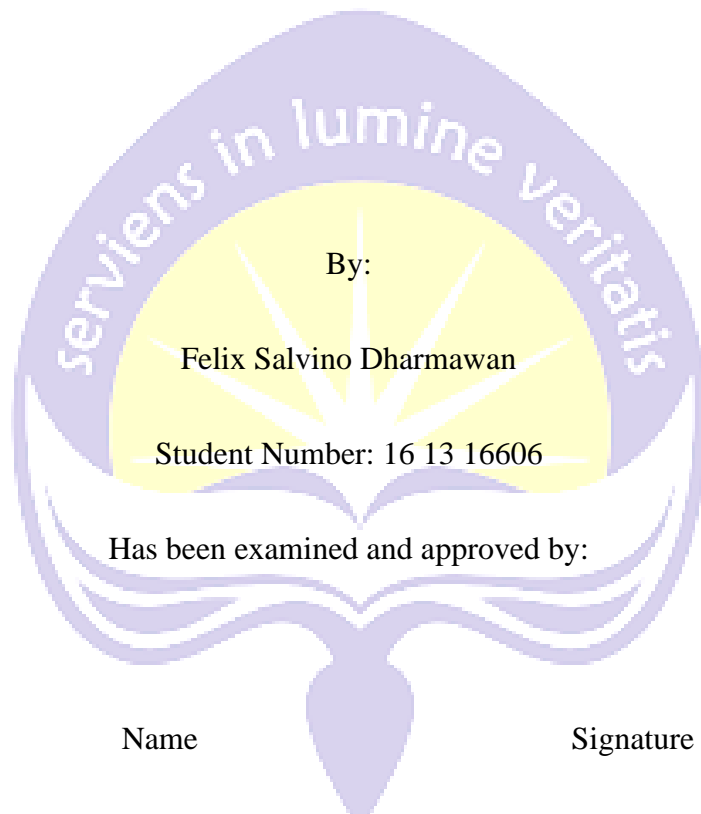 serviens in lumine veritatis
By:
Felix Salvino Dharmawan
Student Number: 16 13 16606
Has been examined and approved by:
Name Signature